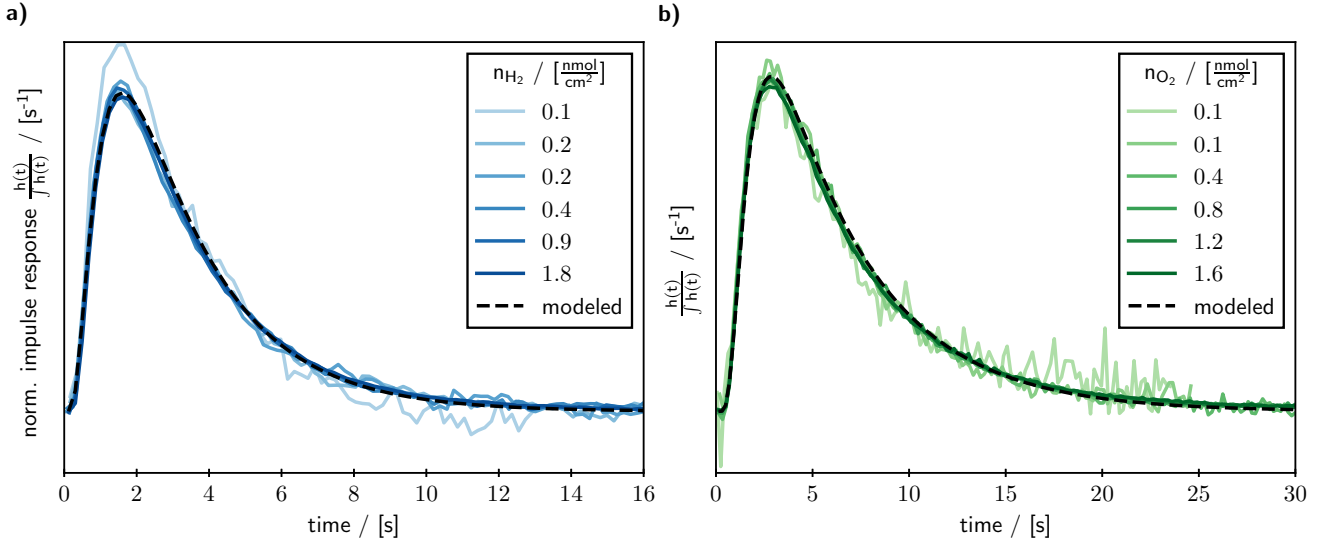 a)
norm. impulse response h(t) / ∫ h(t) / [s⁻¹]
n_H₂ / [nmol/cm²]
0.1
0.2
0.2
0.4
0.9
1.8
modeled
0 2 4 6 8 10 12 14 16
time / [s]
b)
h(t) / ∫ h(t) / [s⁻¹]
n_O₂ / [nmol/cm²]
0.1
0.1
0.4
0.8
1.2
1.6
modeled
0 5 10 15 20 25 30
time / [s]